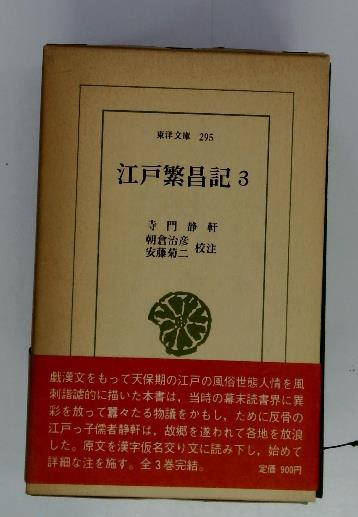 東洋文庫 295
江戸繁昌記 3
寺門静軒
朝倉治彦
安藤菊二 校注
戯漢文をもって天保期の江戸の風俗世態人情を風
刺諧謔的に描いた本書は，当時の幕末読書界に異
彩を放って囂々たる物議をかもし，ために反骨の
江戸っ子儒者静軒は，故郷を遂われて各地を放浪
した。原文を漢字仮名交り文に読み下し，始めて
詳細な注を施す。全3巻完結。
定価 900円